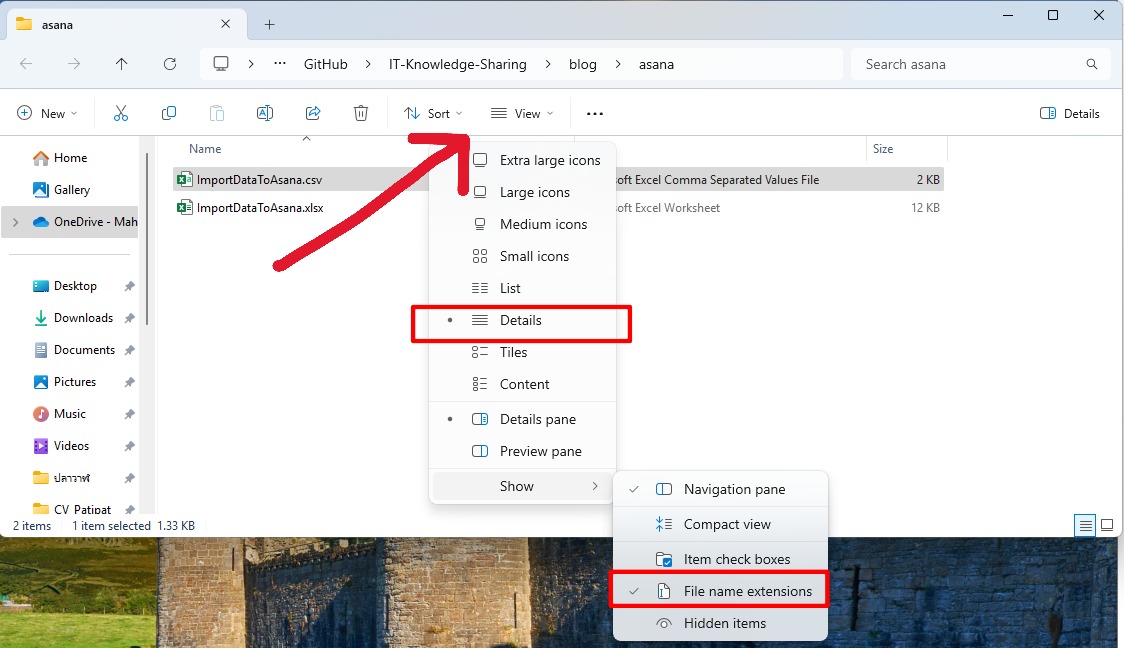 asana
GitHub
IT-Knowledge-Sharing
blog
asana
Search asana
New
Sort
View
Details
Name
Size
ImportDataToAsana.csv
soft Excel Comma Separated Values File
2 KB
ImportDataToAsana.xlsx
soft Excel Worksheet
12 KB
Home
Gallery
OneDrive - Mah
Desktop
Downloads
Documents
Pictures
Music
Videos
ปลาวาฬ
CV_Patipat
Extra large icons
Large icons
Medium icons
Small icons
List
Details
Tiles
Content
Details pane
Preview pane
Show
Navigation pane
Compact view
Item check boxes
File name extensions
Hidden items
2 items
1 item selected 1.33 KB